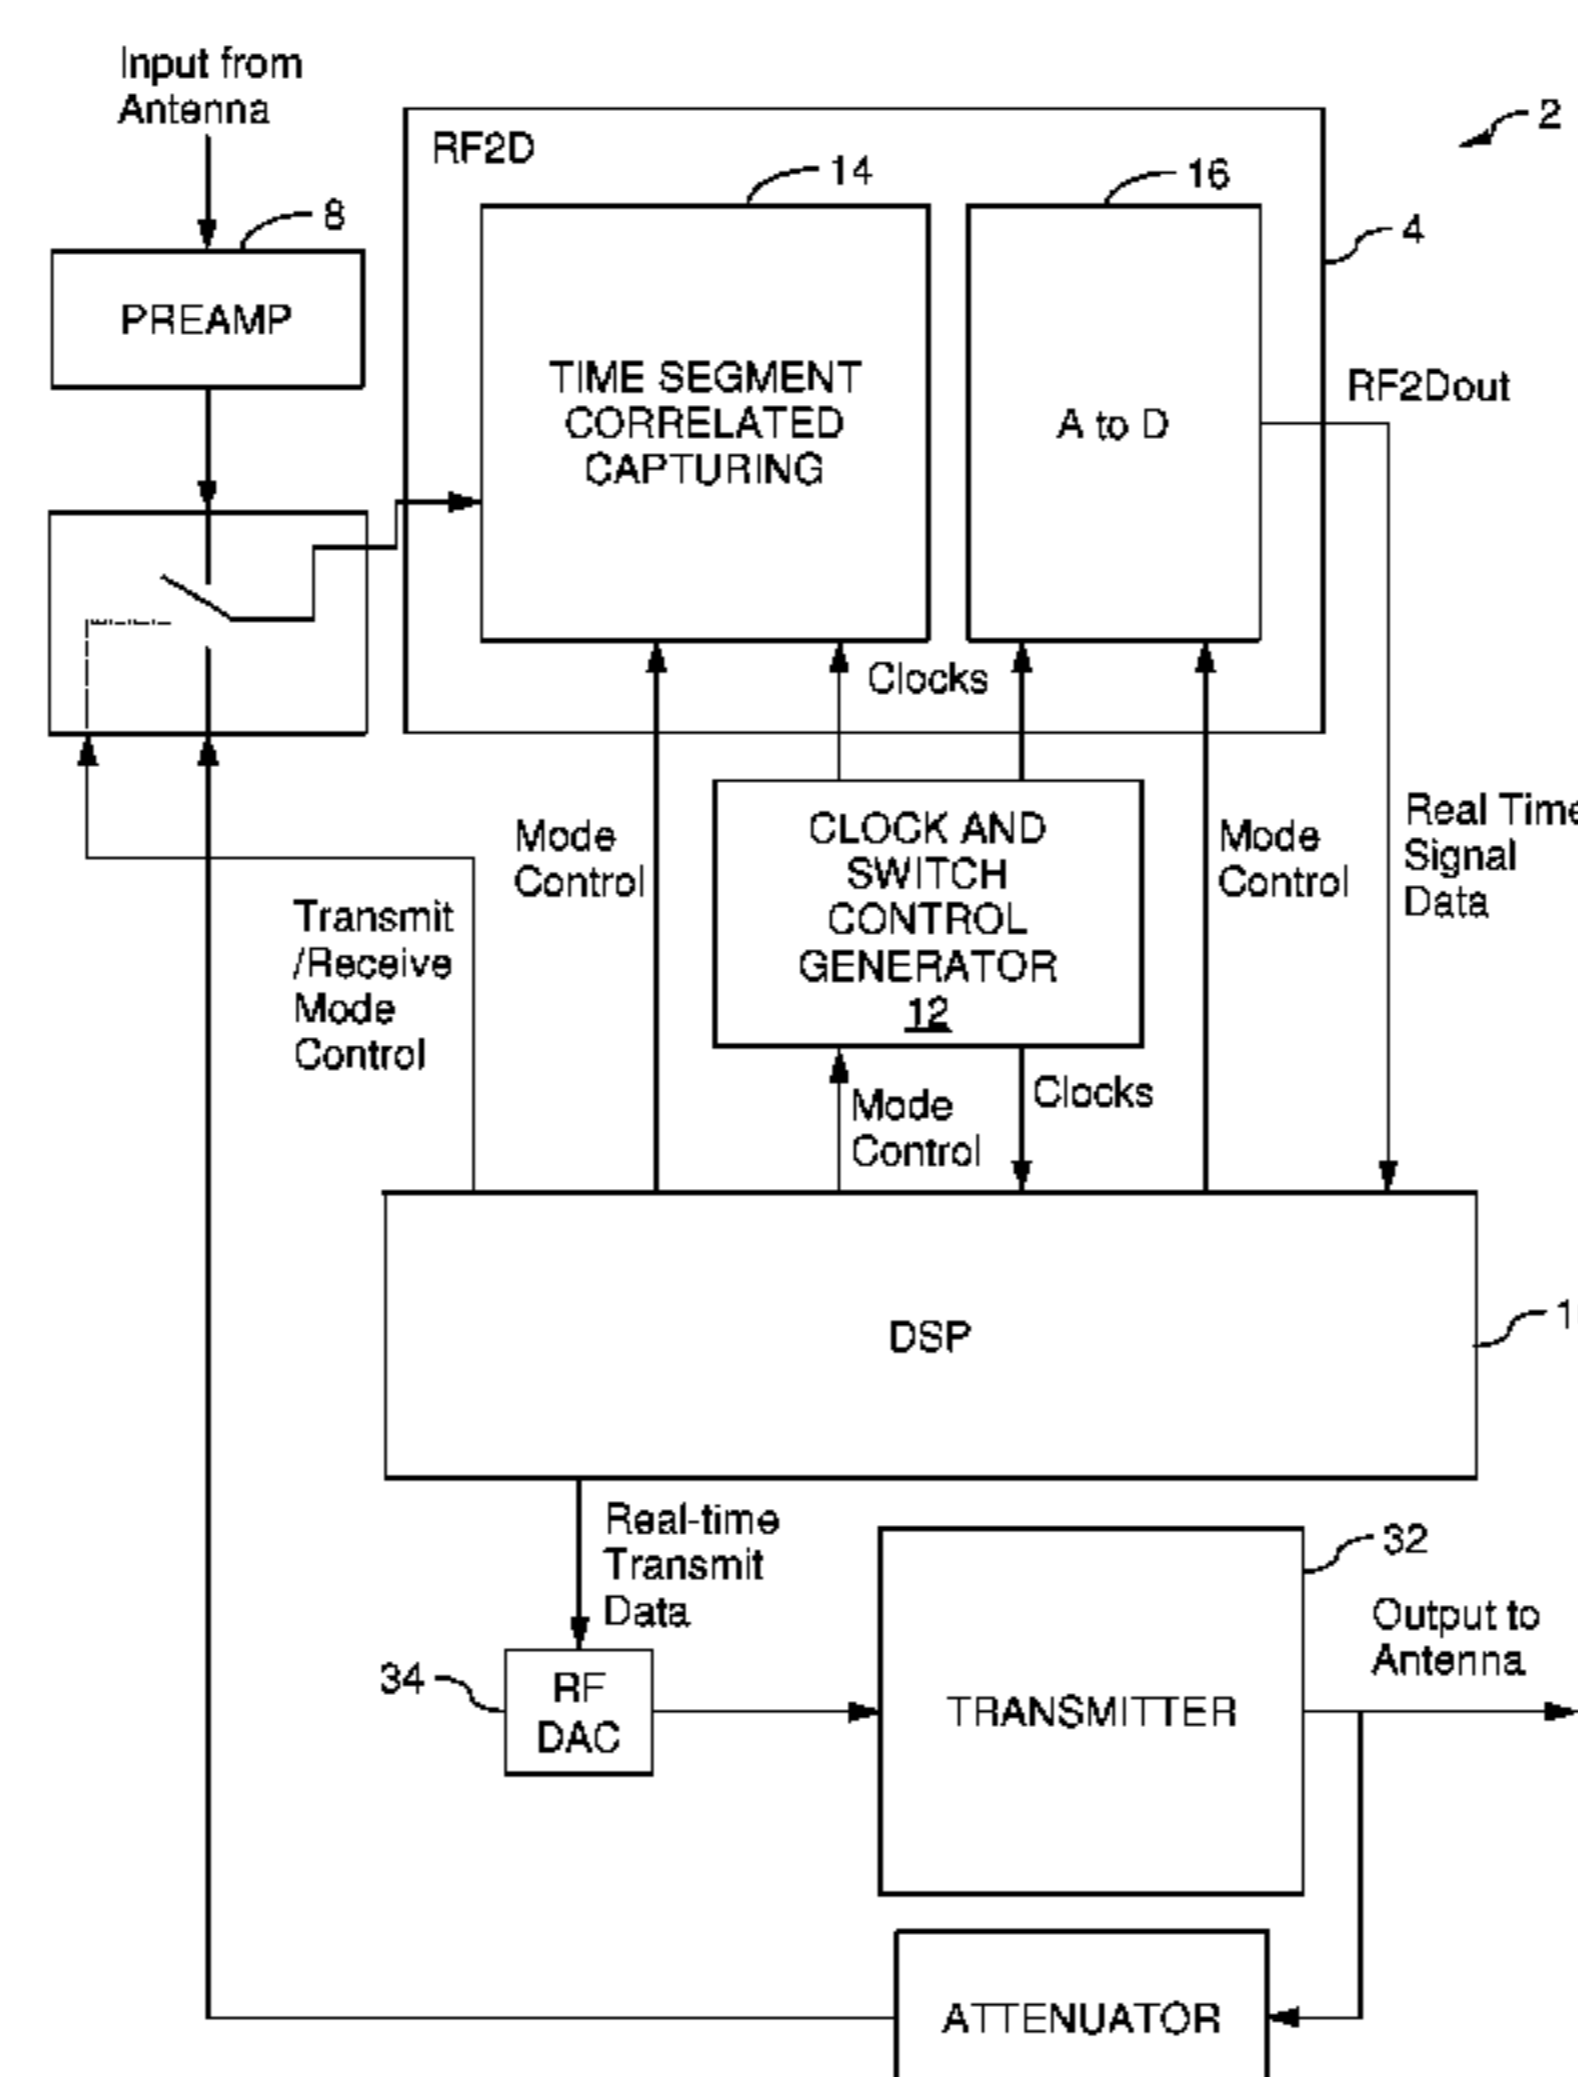 Input from
Antenna
2
RF2D
14
16
8
4
PREAMP
TIME SEGMENT
CORRELATED
CAPTURING
A to D
RF2Dout
Clocks
Mode
Control
CLOCK AND
SWITCH
CONTROL
GENERATOR
12
Mode
Control
Real Time
Signal
Data
Transmit
/Receive
Mode
Control
Mode
Control
Clocks
DSP
Real-time
Transmit
Data
32
Output to
Antenna
34
RF
DAC
TRANSMITTER
ATTENUATOR